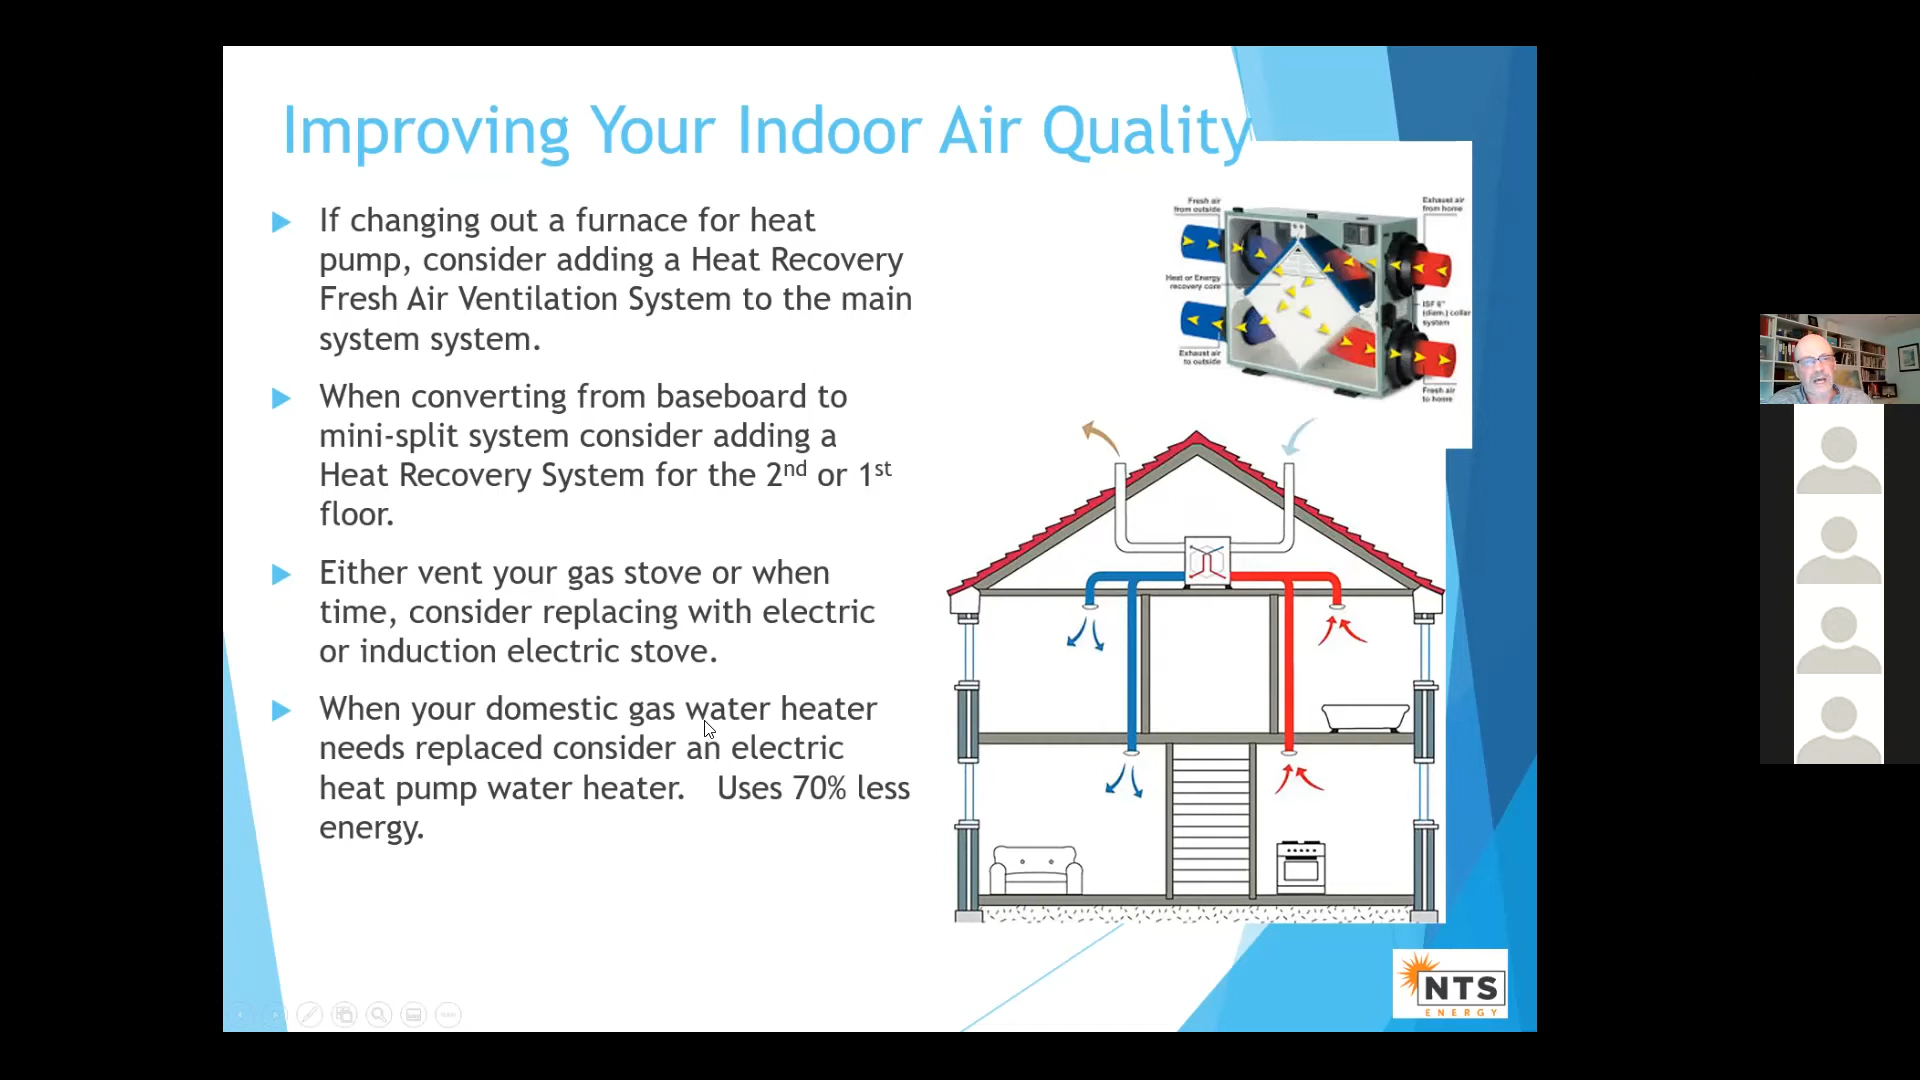 Improving Your Indoor Air Quality
If changing out a furnace for heat
pump, consider adding a Heat Recovery
Fresh Air Ventilation System to the main
system system.
When converting from baseboard to
mini-split system consider adding a
Heat Recovery System for the 2nd or 1st
floor.
Either vent your gas stove or when
time, consider replacing with electric
or induction electric stove.
When your domestic gas water heater
needs replaced consider an electric
heat pump water heater.   Uses 70% less
energy.
Fresh air
from outside
Exhaust air
from home
Heat or Energy
recovery core
ISF 6"
(diam.) collar
system
Exhaust air
to outside
Fresh air
to home
NTS
ENERGY